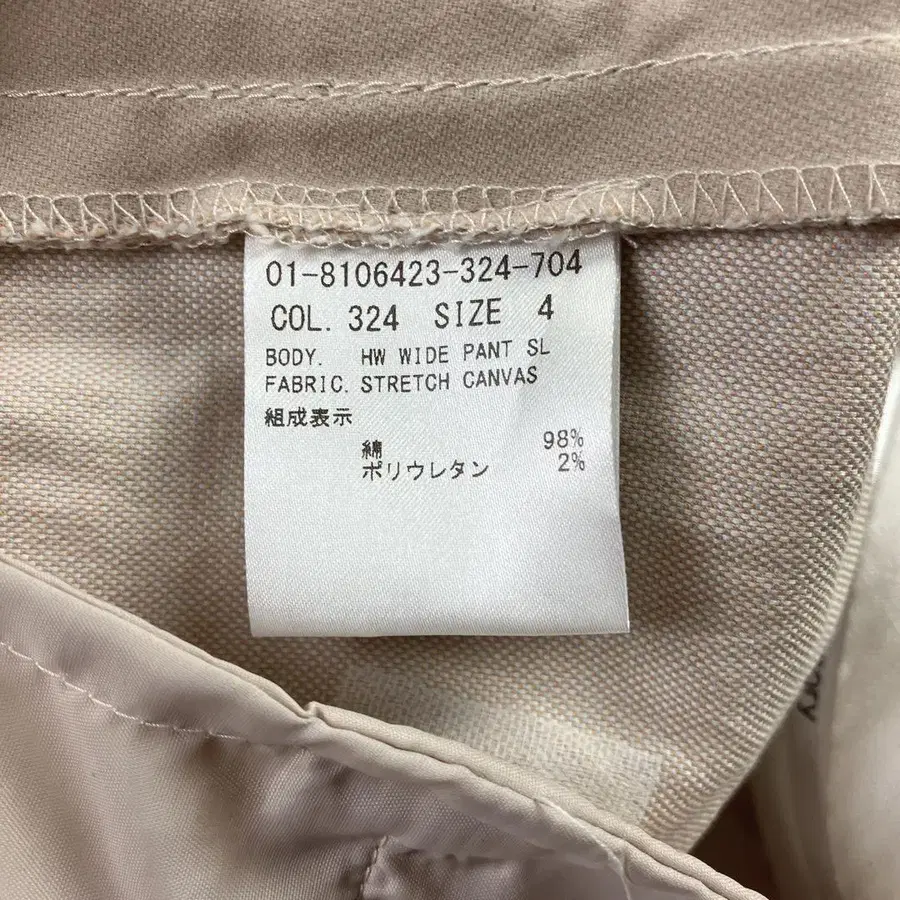 01-8106423-324-704
COL. 324 SIZE 4
BODY. HW WIDE PANT SL
FABRIC. STRETCH CANVAS
組成表示
綿 98%
ポリウレタン 2%